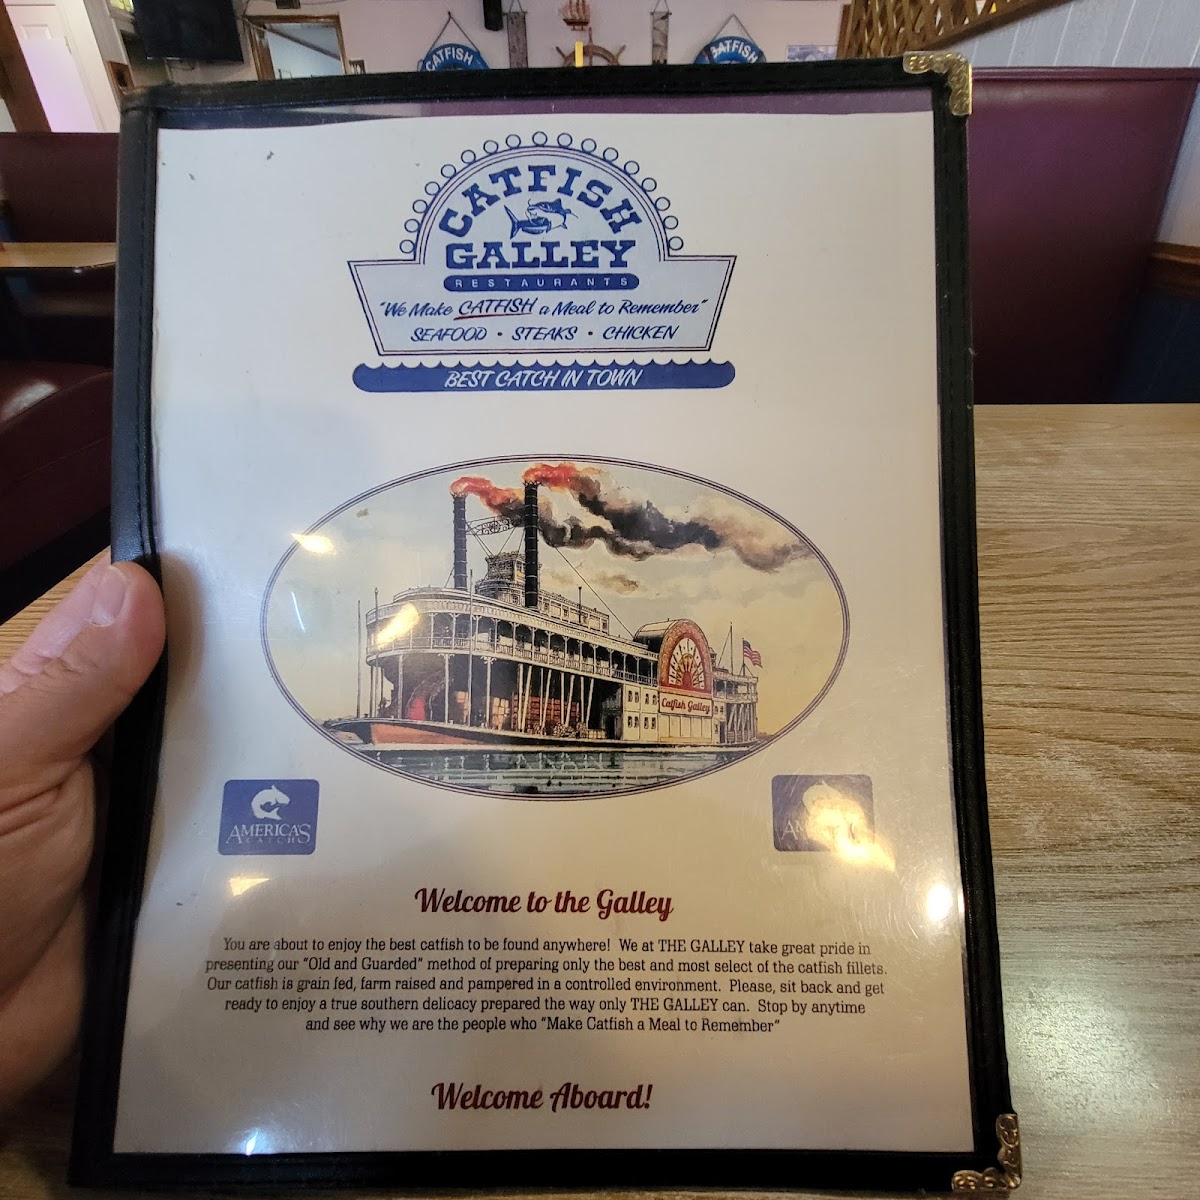 CATFISH
CATFISH
CATFISH
GALLEY
RESTAURANTS
"We Make CATFISH a Meal to Remember"
SEAFOOD • STEAKS • CHICKEN
BEST CATCH IN TOWN
Catfish Galley
AMERICA'S
CATCH
Welcome to the Galley
You are about to enjoy the best catfish to be found anywhere! We at THE GALLEY take great pride in
presenting our "Old and Guarded" method of preparing only the best and most select of the catfish fillets.
Our catfish is grain fed, farm raised and pampered in a controlled environment. Please, sit back and get
ready to enjoy a true southern delicacy prepared the way only THE GALLEY can. Stop by anytime
and see why we are the people who "Make Catfish a Meal to Remember"
Welcome Aboard!